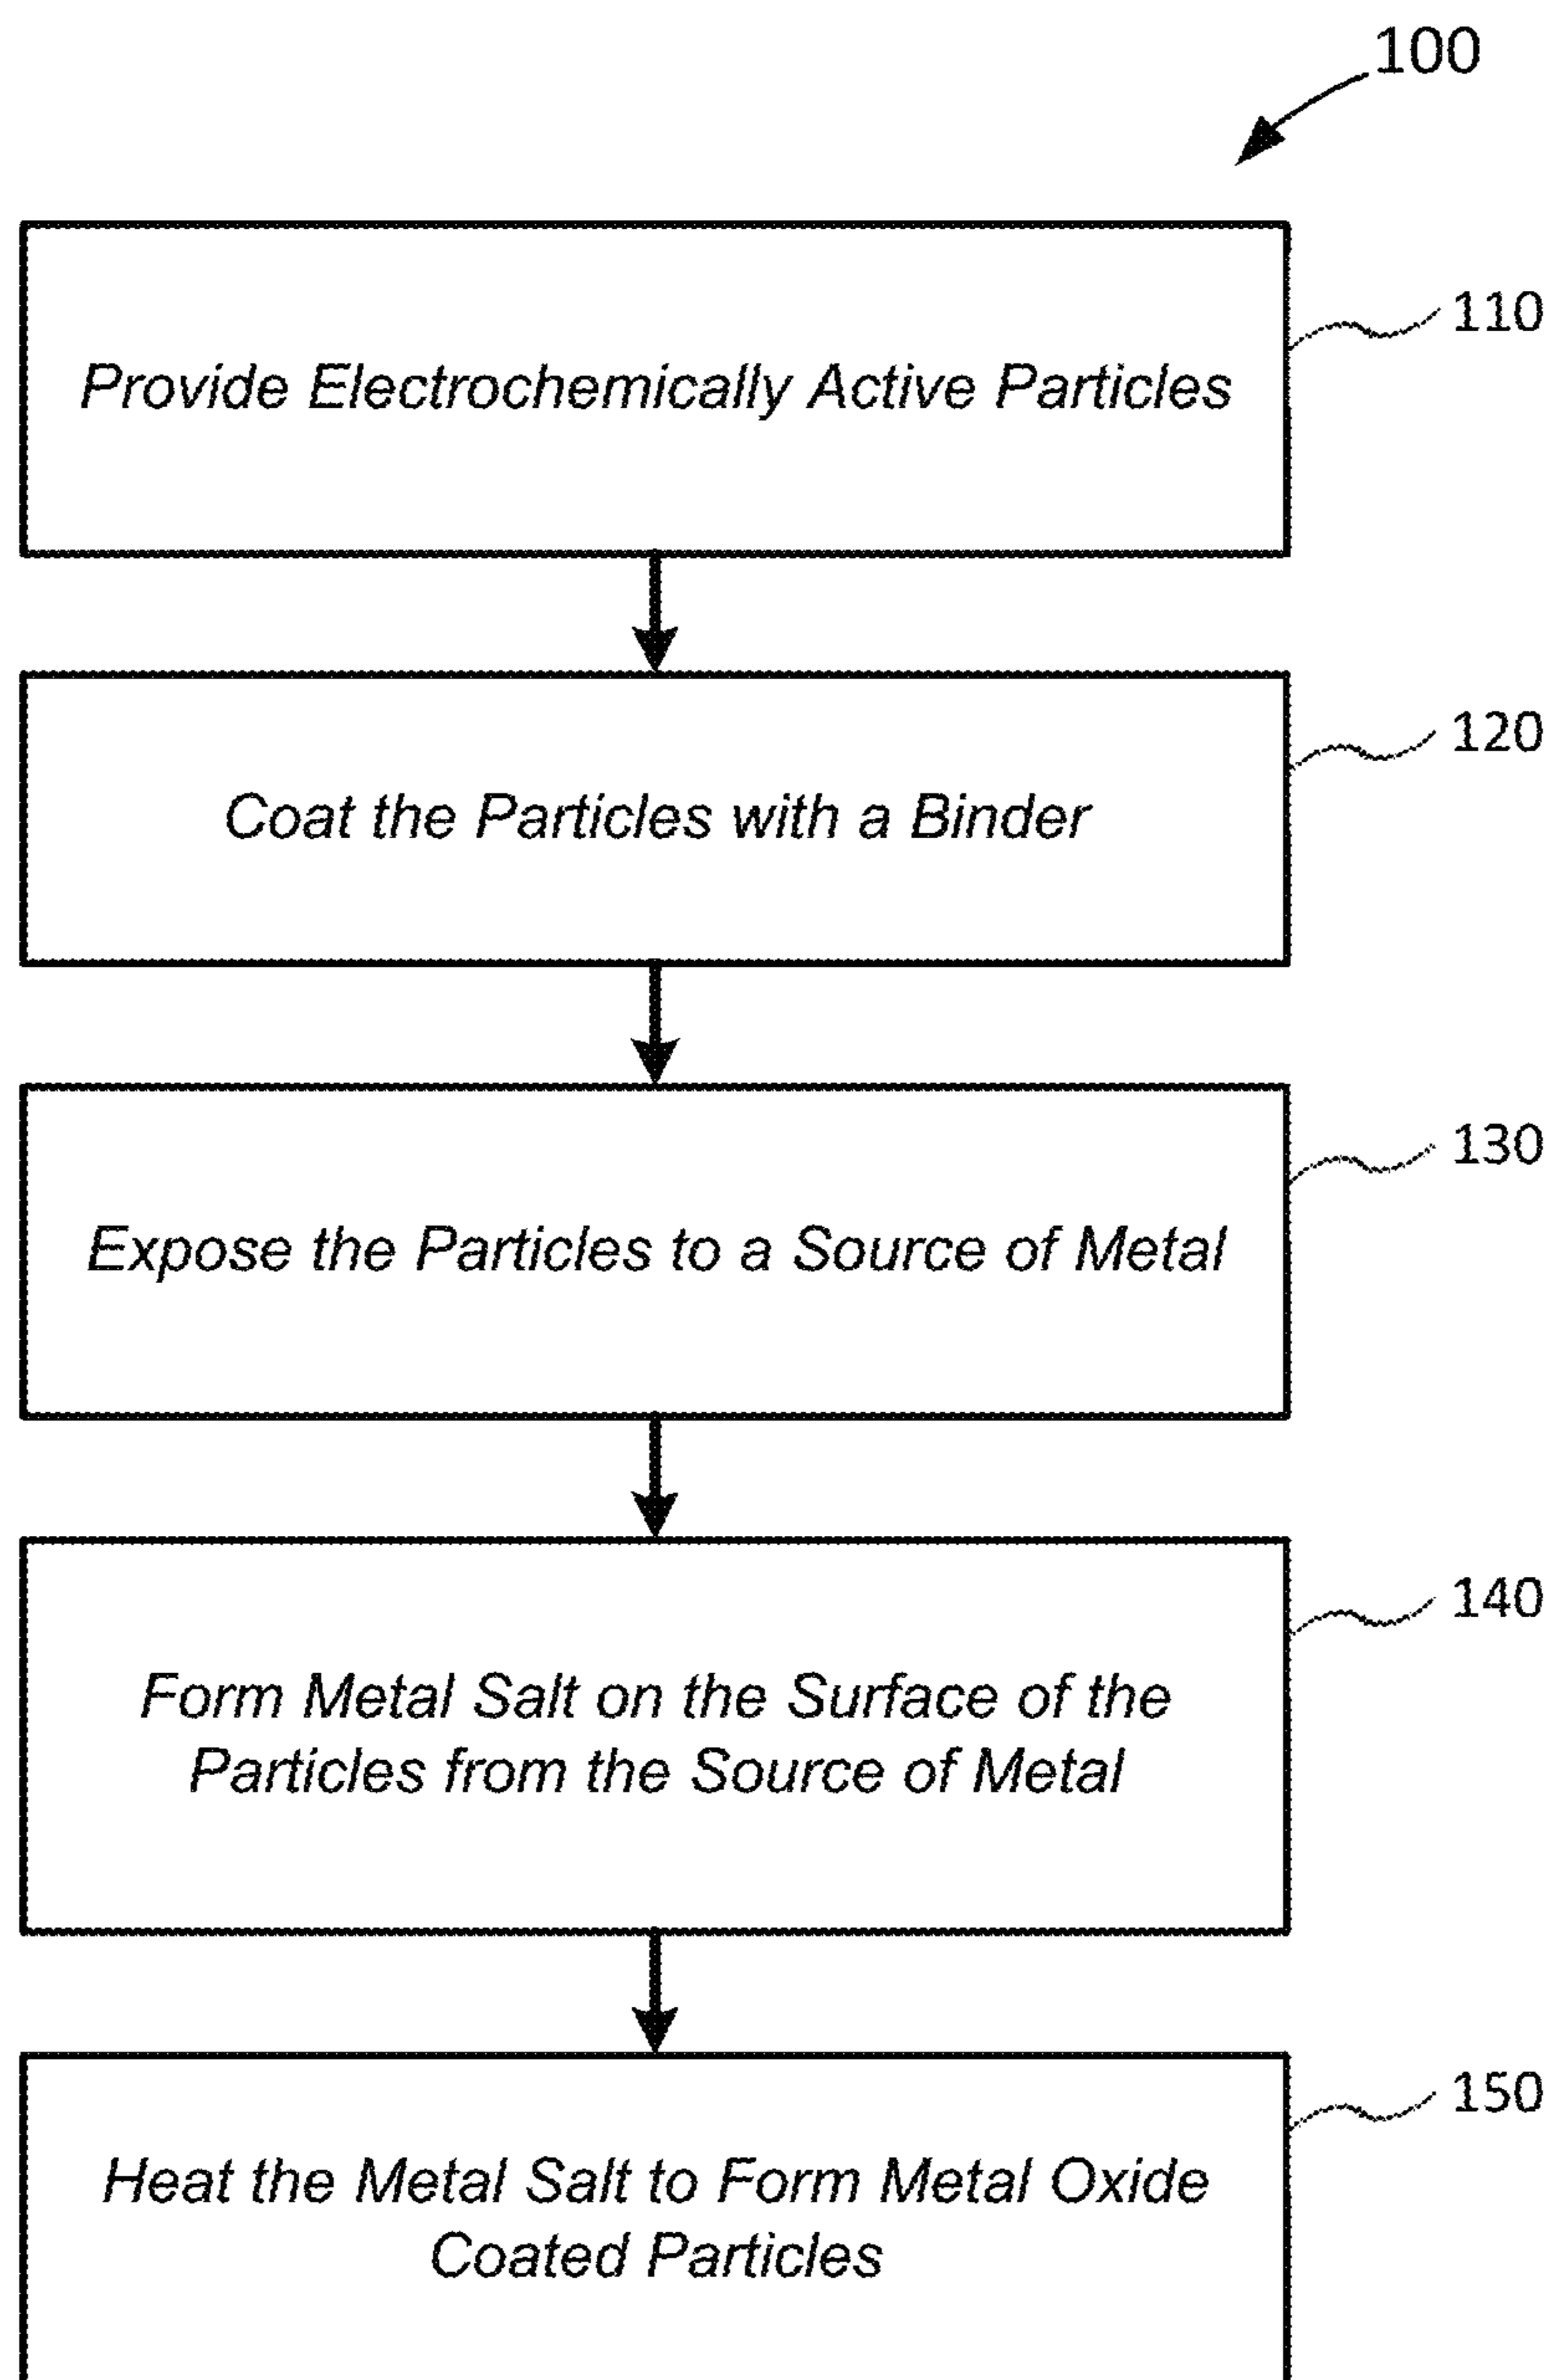 100
Provide Electrochemically Active Particles
110
Coat the Particles with a Binder
120
Expose the Particles to a Source of Metal
130
Form Metal Salt on the Surface of the
Particles from the Source of Metal
140
Heat the Metal Salt to Form Metal Oxide
Coated Particles
150